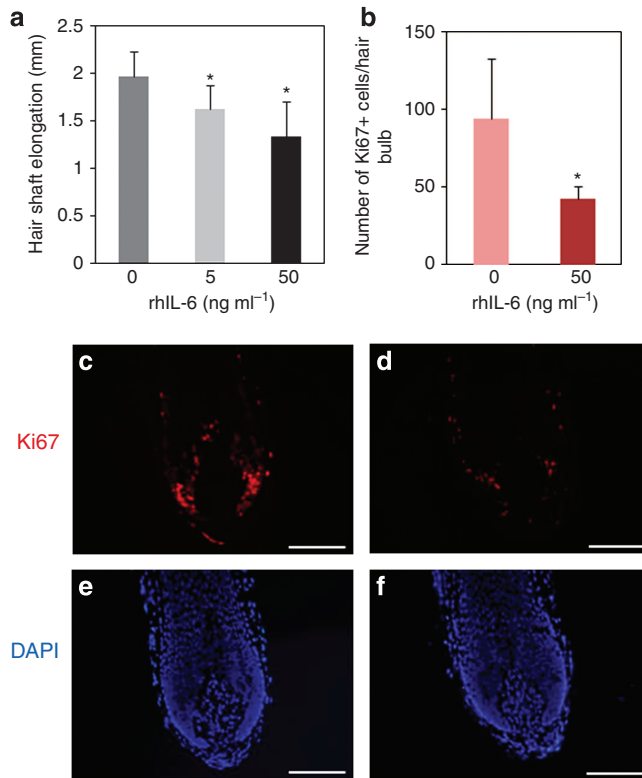 a
Hair shaft elongation (mm)
2.5
2
1.5
1
0.5
0
*
*
0 5 50
rhIL-6 (ng ml⁻¹)
b
Number of Ki67+ cells/hair
bulb
150
100
50
0
*
0 50
rhIL-6 (ng ml⁻¹)
c
d
Ki67
e
f
DAPI